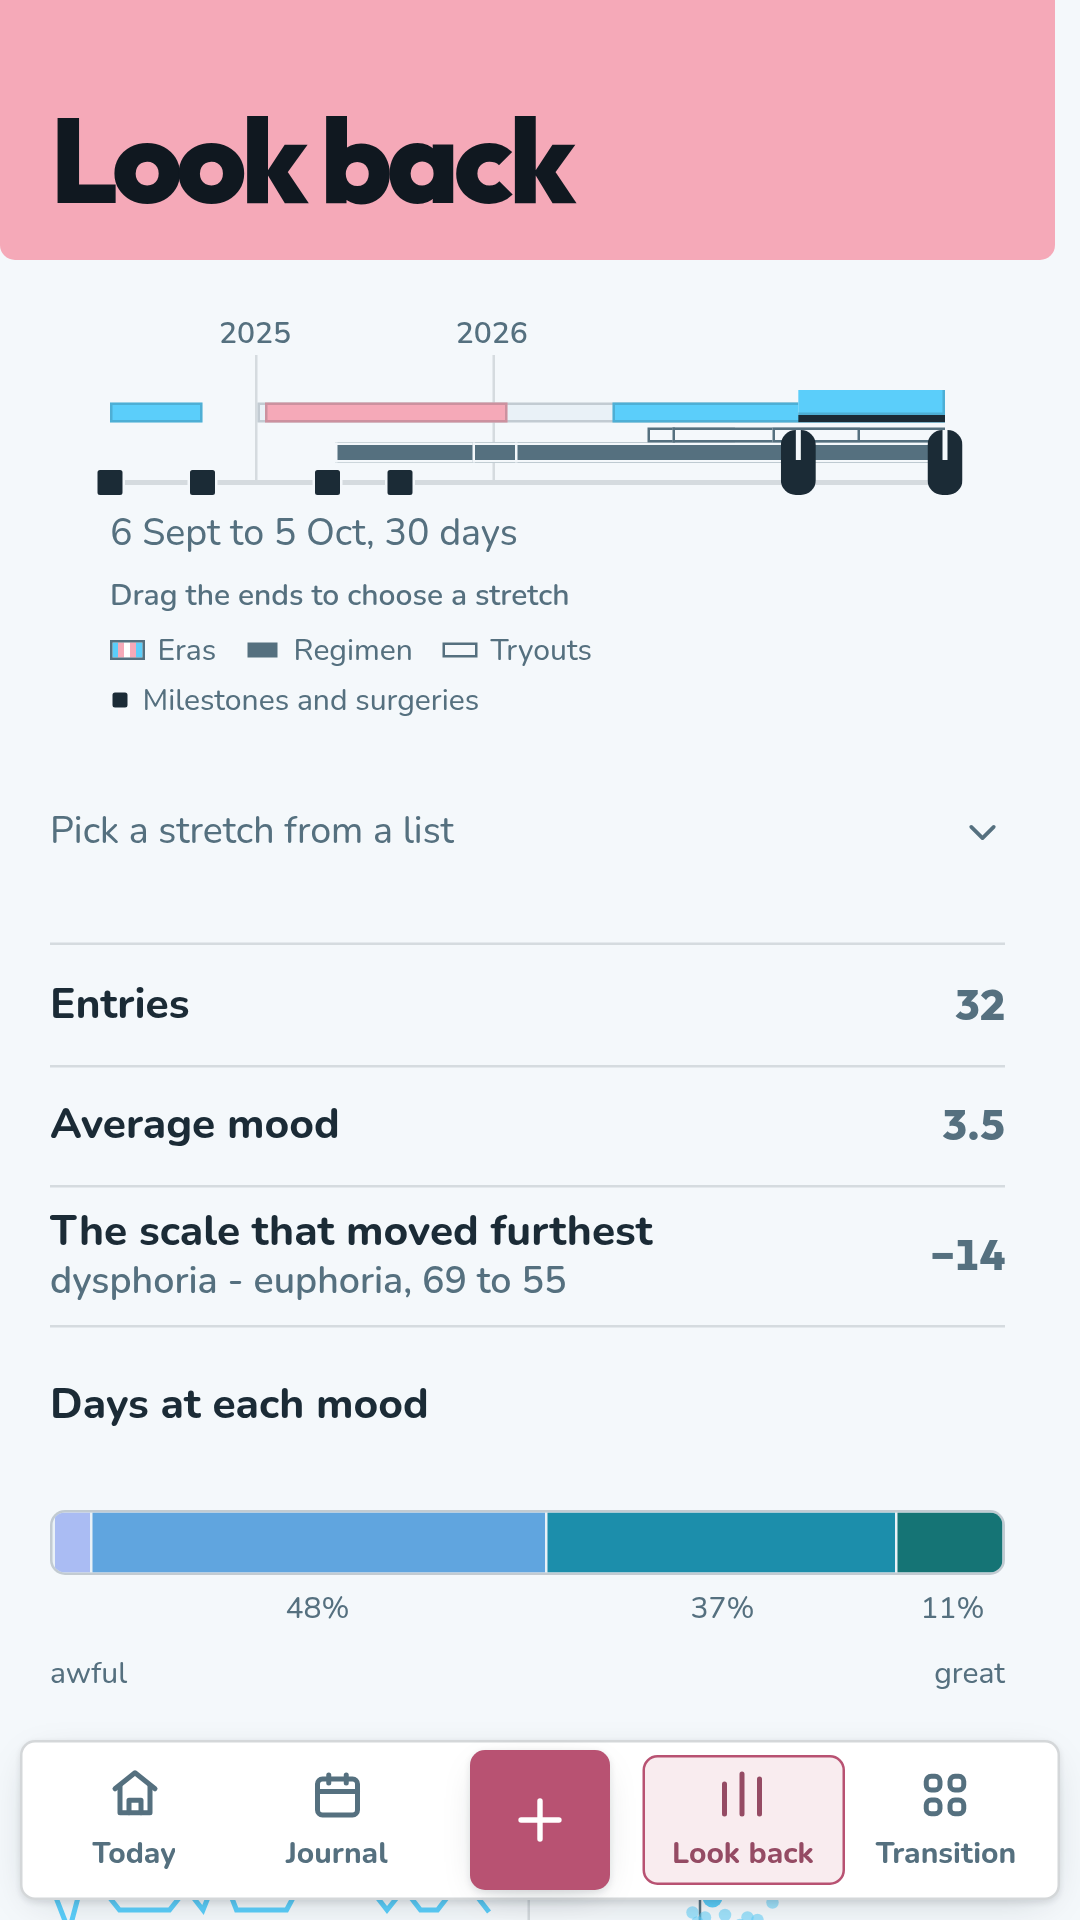 Look back
2025
2026
6 Sept to 5 Oct, 30 days
Drag the ends to choose a stretch
Eras
Regimen
Tryouts
Milestones and surgeries
Pick a stretch from a list
Entries
32
Average mood
3.5
The scale that moved furthest
dysphoria - euphoria, 69 to 55
−14
Days at each mood
48%
37%
11%
awful
great
Today
Journal
Look back
Transition